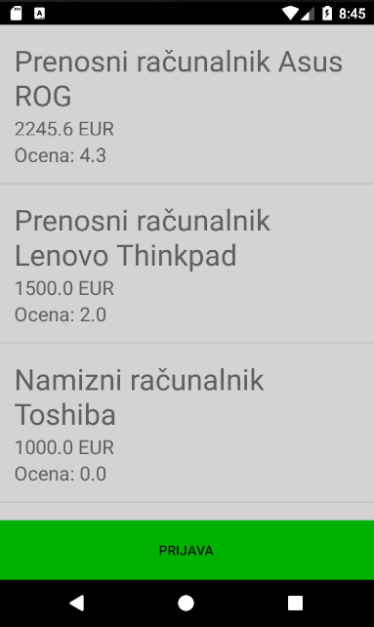 8:45
Prenosni računalnik Asus
ROG
2245.6 EUR
Ocena: 4.3
Prenosni računalnik
Lenovo Thinkpad
1500.0 EUR
Ocena: 2.0
Namizni računalnik
Toshiba
1000.0 EUR
Ocena: 0.0
PRIJAVA